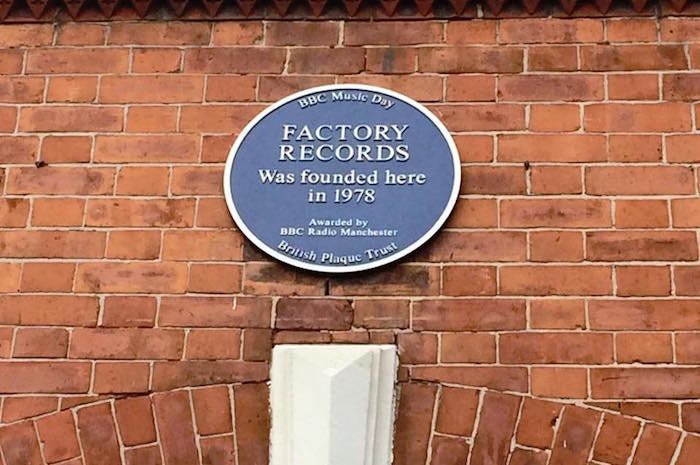 BBC Music Day
FACTORY
RECORDS
Was founded here
in 1978
Awarded by
BBC Radio Manchester
British Plaque Trust